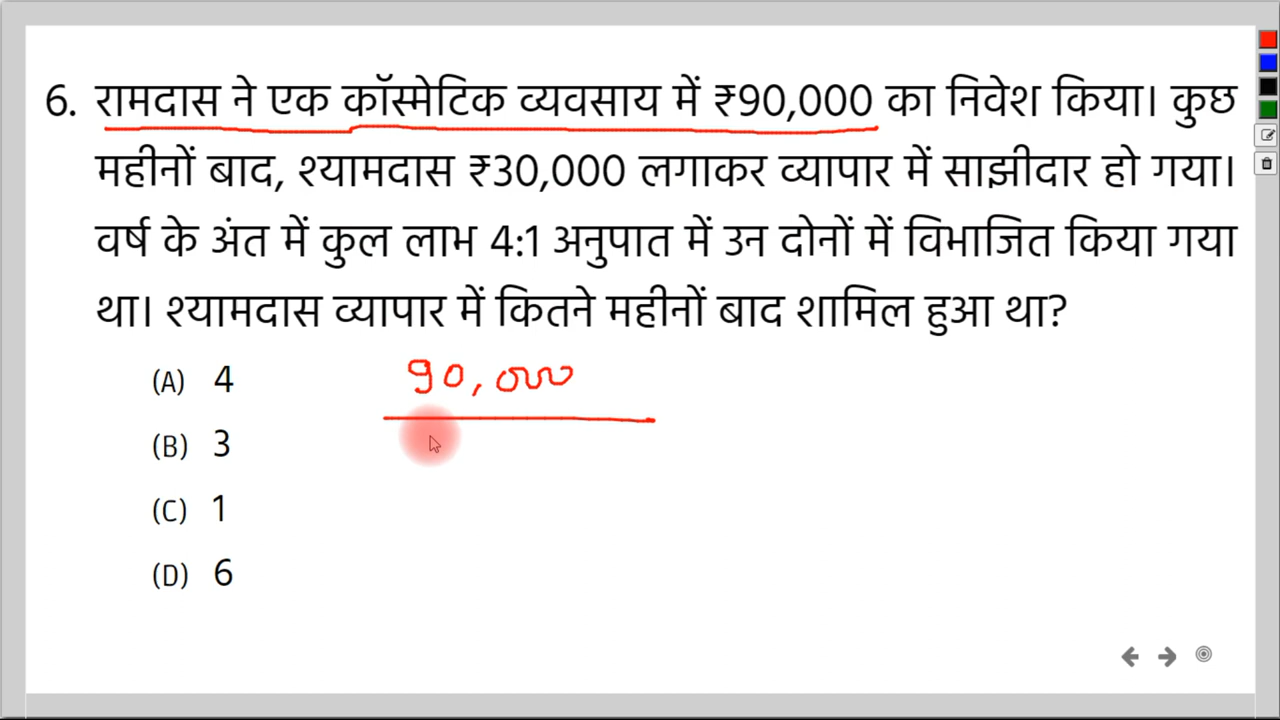 6. रामदास ने एक कॉस्मेटिक व्यवसाय में ₹90,000 का निवेश किया। कुछ
महीनों बाद, श्यामदास ₹30,000 लगाकर व्यापार में साझीदार हो गया।
वर्ष के अंत में कुल लाभ 4:1 अनुपात में उन दोनों में विभाजित किया गया
था। श्यामदास व्यापार में कितने महीनों बाद शामिल हुआ था?
(A) 4
90,000
(B) 3
(C) 1
(D) 6